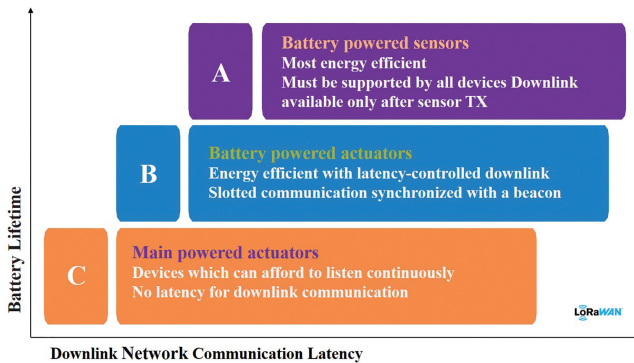 A
Battery powered sensors
Most energy efficient
Must be supported by all devices Downlink
available only after sensor TX
B
Battery powered actuators
Energy efficient with latency-controlled downlink
Slotted communication synchronized with a beacon
C
Main powered actuators
Devices which can afford to listen continuously
No latency for downlink communication
Battery Lifetime
LoRaWAN
Downlink Network Communication Latency